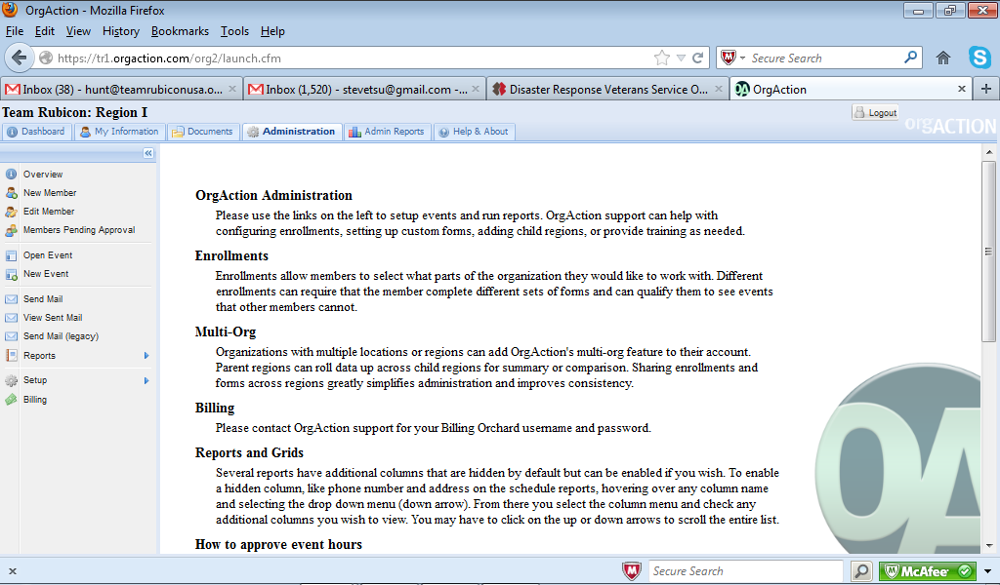 OrgAction - Mozilla Firefox
File Edit View History Bookmarks Tools Help
https://tr1.orgaction.com/org2/launch.cfm
Secure Search
Inbox (38) - hunt@teamrubiconusa.o...
Inbox (1,520) - stevetsu@gmail.com -...
Disaster Response Veterans Service O...
OrgAction
Team Rubicon: Region I
Logout
orgACTION
Dashboard
My Information
Documents
Administration
Admin Reports
Help & About
Overview
New Member
Edit Member
Members Pending Approval
Open Event
New Event
Send Mail
View Sent Mail
Send Mail (legacy)
Reports
Setup
Billing
OrgAction Administration
Please use the links on the left to setup events and run reports. OrgAction support can help with
configuring enrollments, setting up custom forms, adding child regions, or provide training as needed.
Enrollments
Enrollments allow members to select what parts of the organization they would like to work with. Different
enrollments can require that the member complete different sets of forms and can qualify them to see events
that other members cannot.
Multi-Org
Organizations with multiple locations or regions can add OrgAction's multi-org feature to their account.
Parent regions can roll data up across child regions for summary or comparison. Sharing enrollments and
forms across regions greatly simplifies administration and improves consistency.
Billing
Please contact OrgAction support for your Billing Orchard username and password.
Reports and Grids
Several reports have additional columns that are hidden by default but can be enabled if you wish. To enable
a hidden column, like phone number and address on the schedule reports, hovering over any column name
and selecting the drop down menu (down arrow). From there you select the column menu and check any
additional columns you wish to view. You may have to click on the up or down arrows to scroll the entire list.
How to approve event hours
OA
Secure Search
McAfee